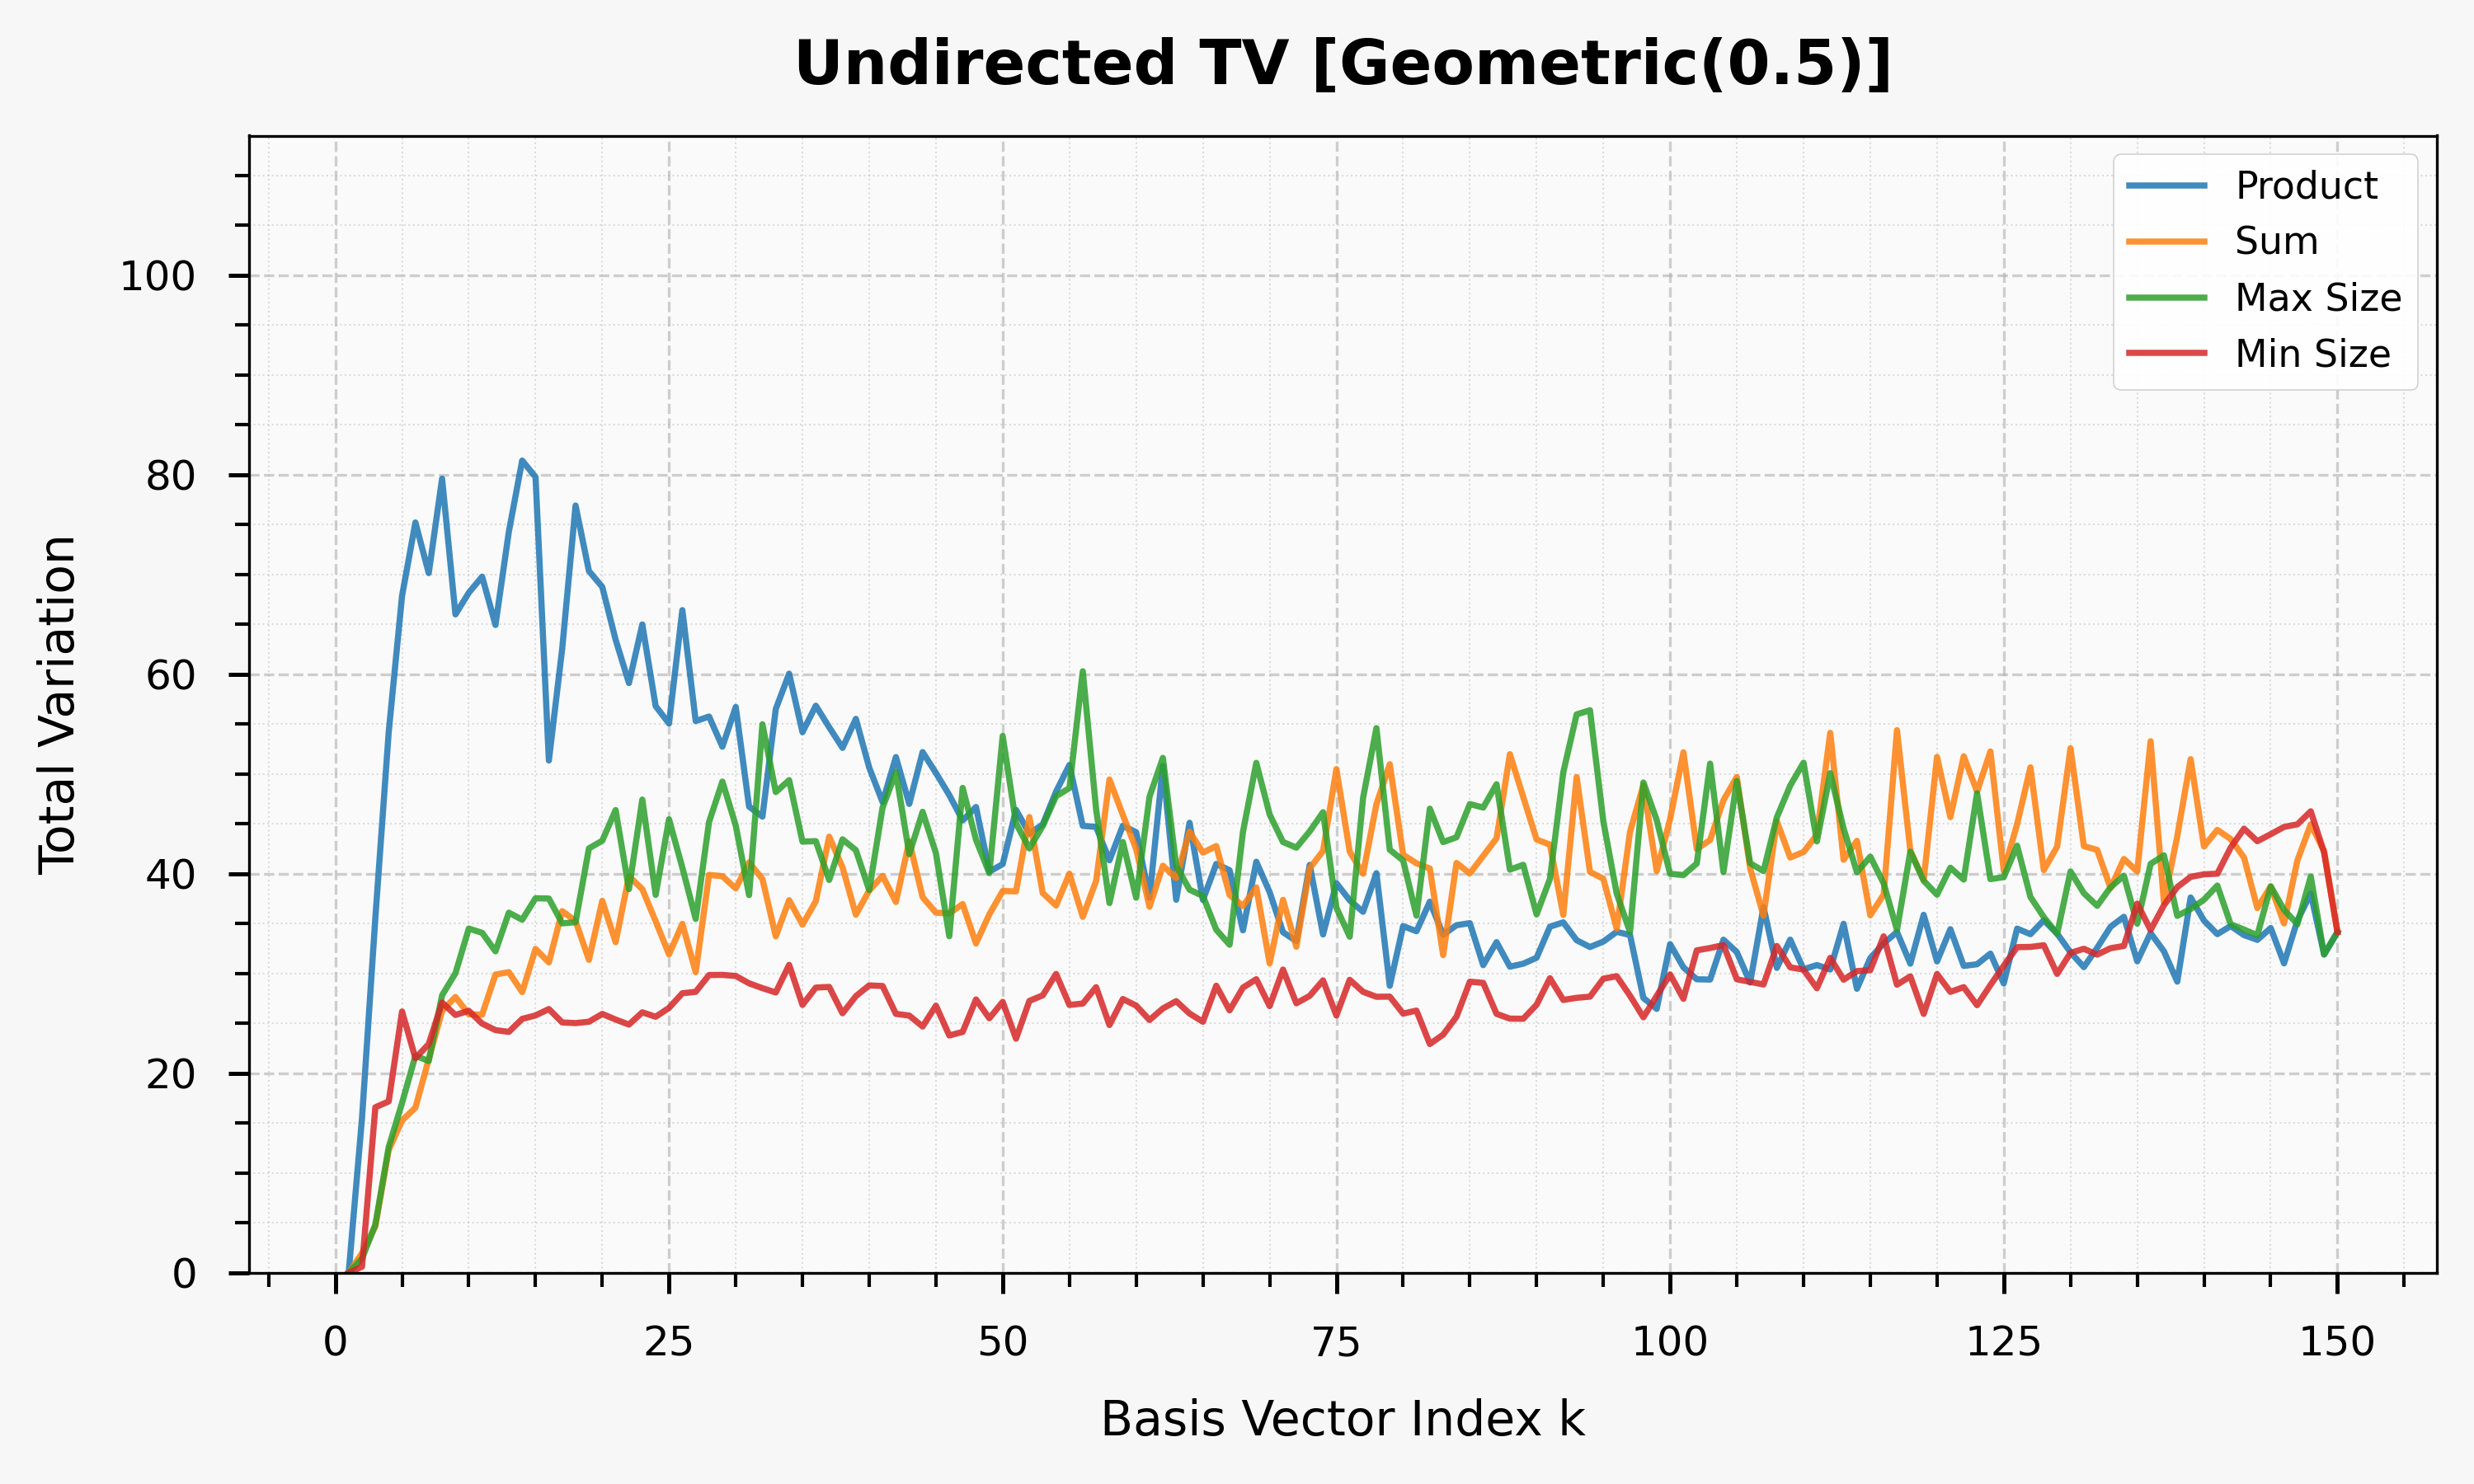 Undirected TV [Geometric(0.5)]
Product
Sum
Max Size
Min Size
Total Variation
100
80
60
40
20
0
0 25 50 75 100 125 150
Basis Vector Index k